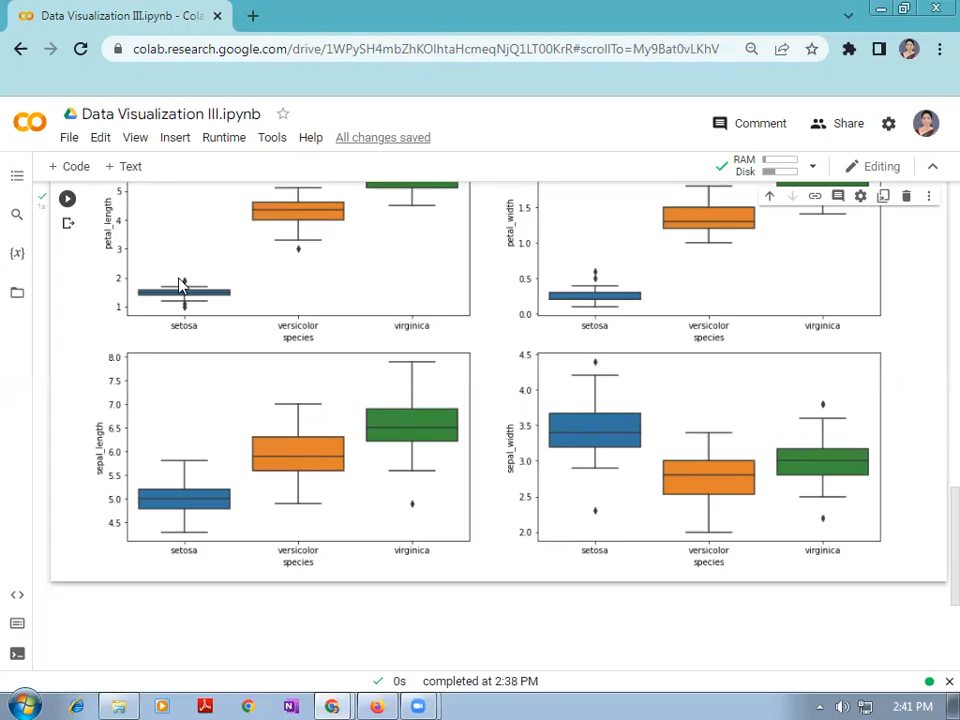 Data Visualization III.ipynb - Cola
colab.research.google.com/drive/1WPySH4mbZhKOlhtaHcmeqNjQ1LT00KrR#scrollTo=My9Bat0vLKhV
Data Visualization III.ipynb
File Edit View Insert Runtime Tools Help All changes saved
Comment Share
+ Code + Text
RAM
Disk
Editing
1s
5
4
3
2
1
petal_length
setosa versicolor virginica
species
1.5
1.0
0.5
0.0
petal_width
setosa versicolor virginica
species
8.0
7.5
7.0
6.5
6.0
5.5
5.0
4.5
sepal_length
setosa versicolor virginica
species
4.5
4.0
3.5
3.0
2.5
2.0
sepal_width
setosa versicolor virginica
species
0s completed at 2:38 PM
2:41 PM